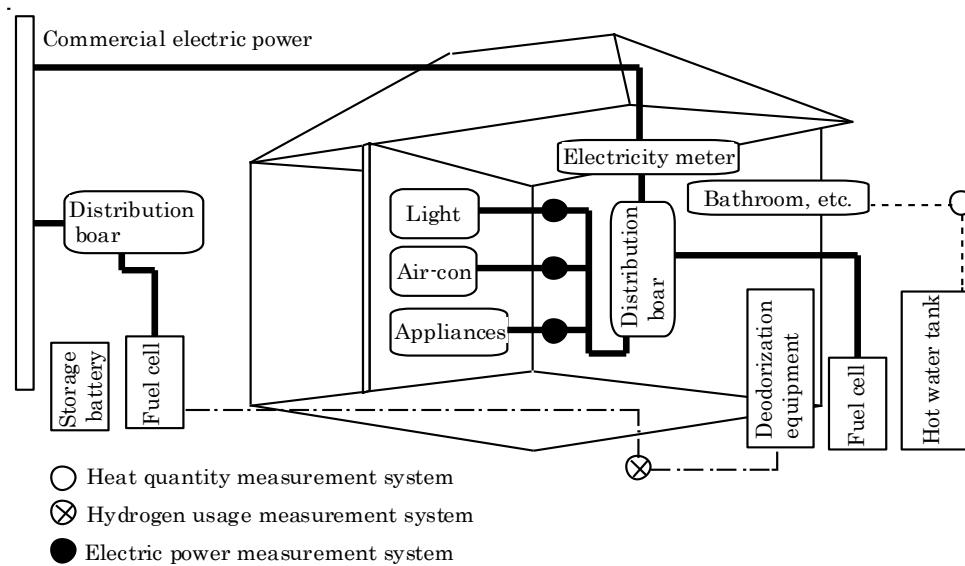 Commercial electric power
Electricity meter
Bathroom, etc.
Distribution
boar
Light
Air-con
Appliances
Distribution
boar
Storage
battery
Fuel cell
Deodorization
equipment
Fuel cell
Hot water tank
Heat quantity measurement system
Hydrogen usage measurement system
Electric power measurement system